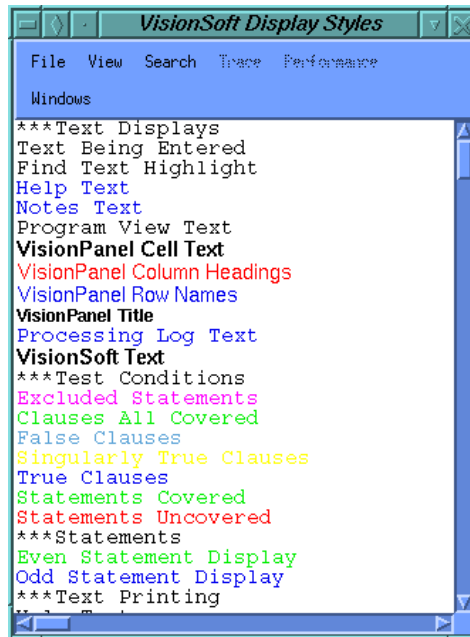 VisionSoft Display Styles
File View Search Trace Performance
Windows
***Text Displays
Text Being Entered
Find Text Highlight
Help Text
Notes Text
Program View Text
VisionPanel Cell Text
VisionPanel Column Headings
VisionPanel Row Names
VisionPanel Title
Processing Log Text
VisionSoft Text
***Test Conditions
Excluded Statements
Clauses All Covered
False Clauses
Singularly True Clauses
True Clauses
Statements Covered
Statements Uncovered
***Statements
Even Statement Display
Odd Statement Display
***Text Printing